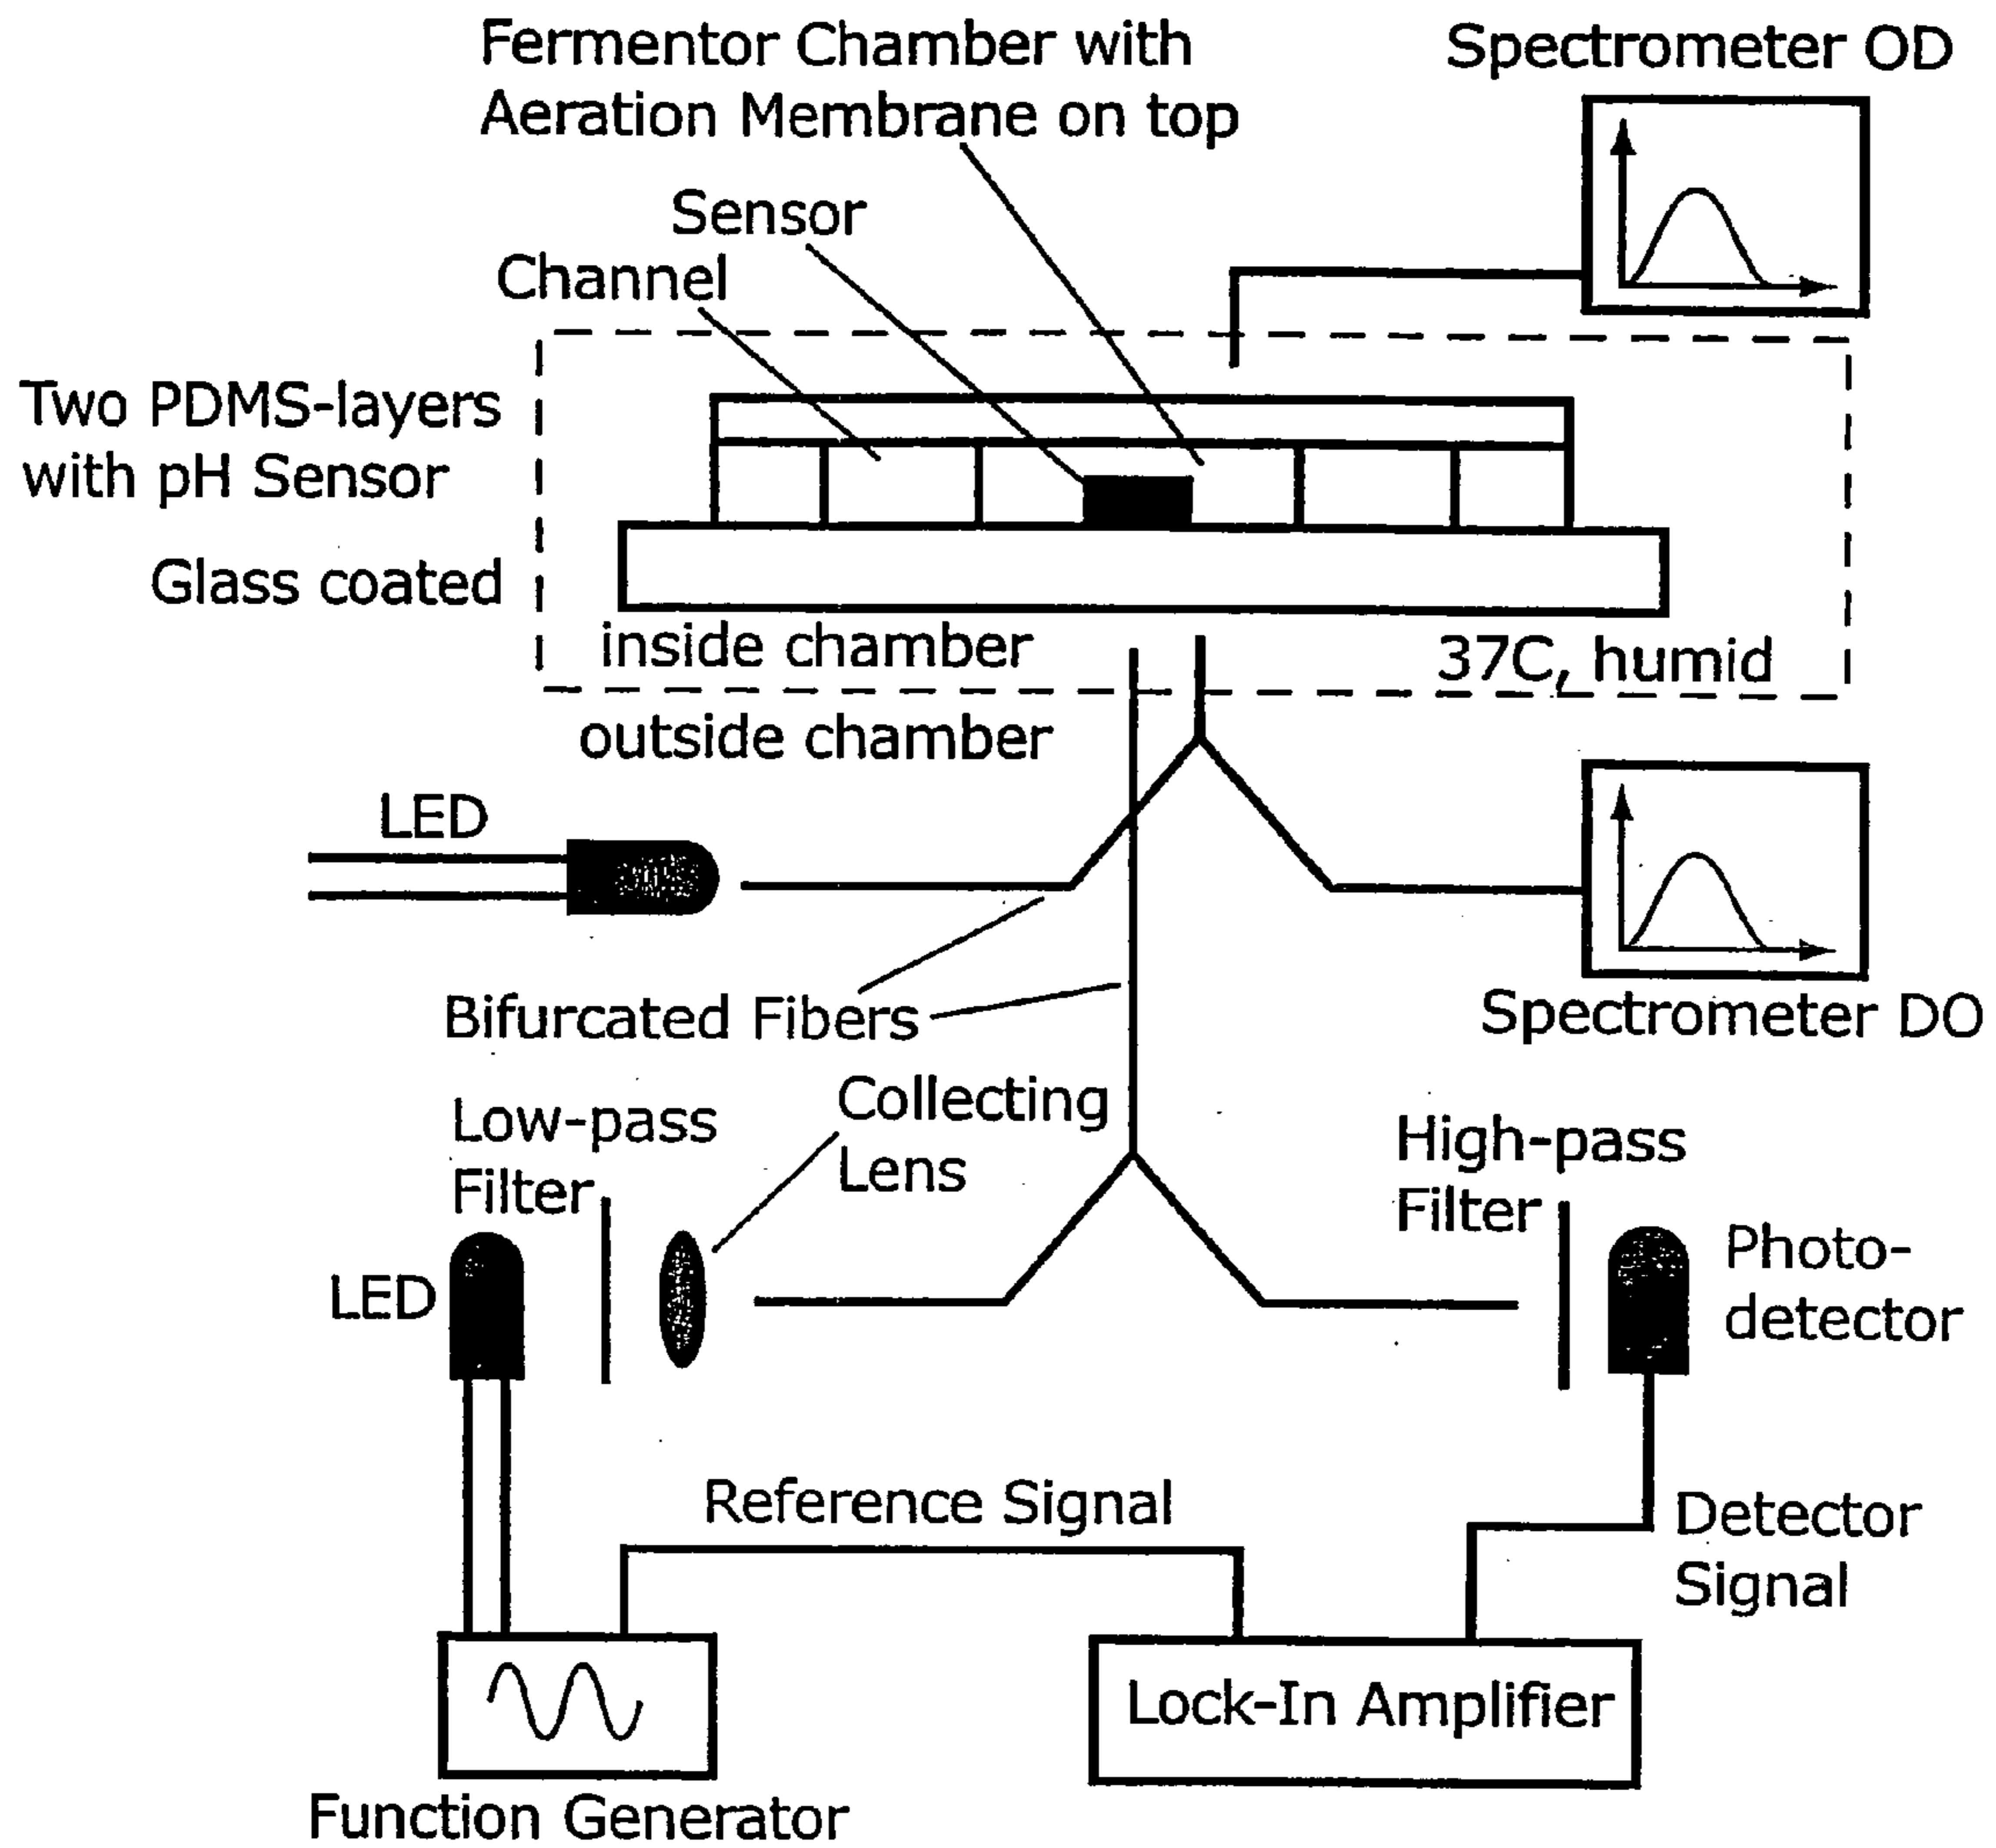 Fermentor Chamber with
Aeration Membrane on top
Spectrometer OD
Sensor
Channel
Two PDMS-layers
with pH Sensor
Glass coated
inside chamber
37C, humid
outside chamber
LED
Bifurcated Fibers
Spectrometer DO
Collecting
Lens
Low-pass
Filter
High-pass
Filter
LED
Photo-
detector
Reference Signal
Detector
Signal
Lock-In Amplifier
Function Generator